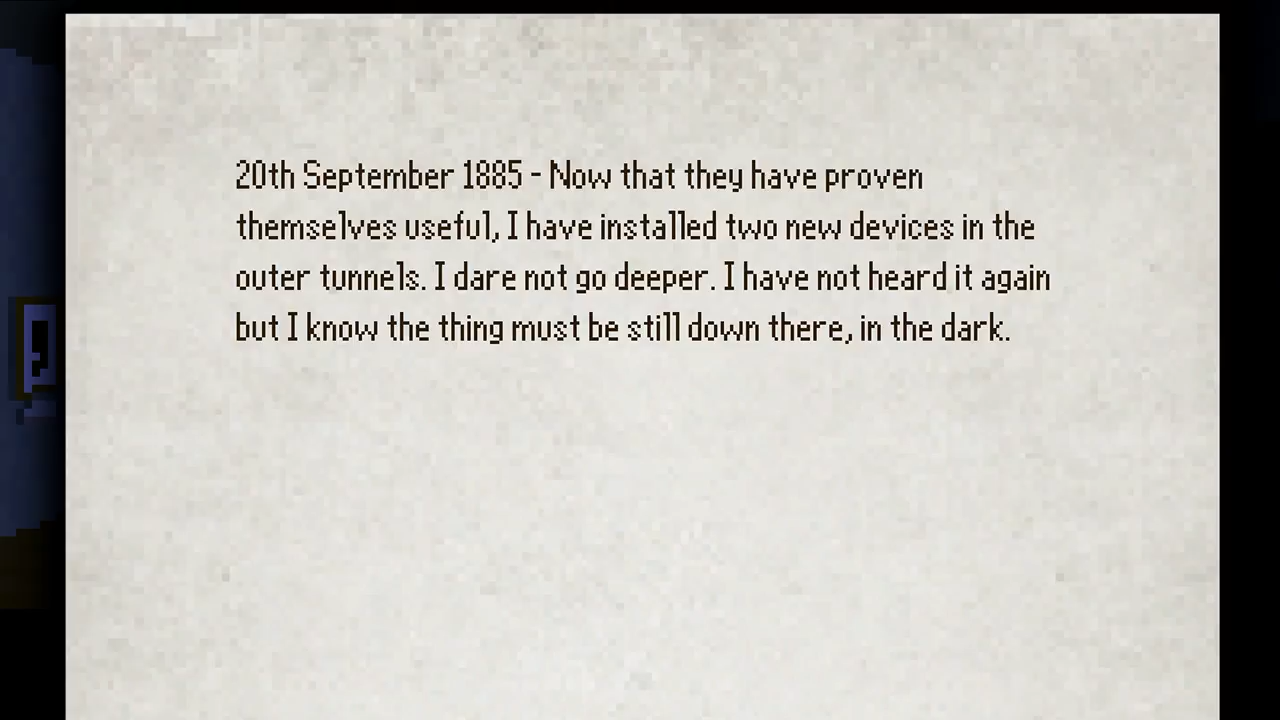 20th September 1885 - Now that they have proven
themselves useful, I have installed two new devices in the
outer tunnels. I dare not go deeper. I have not heard it again
but I know the thing must be still down there, in the dark.